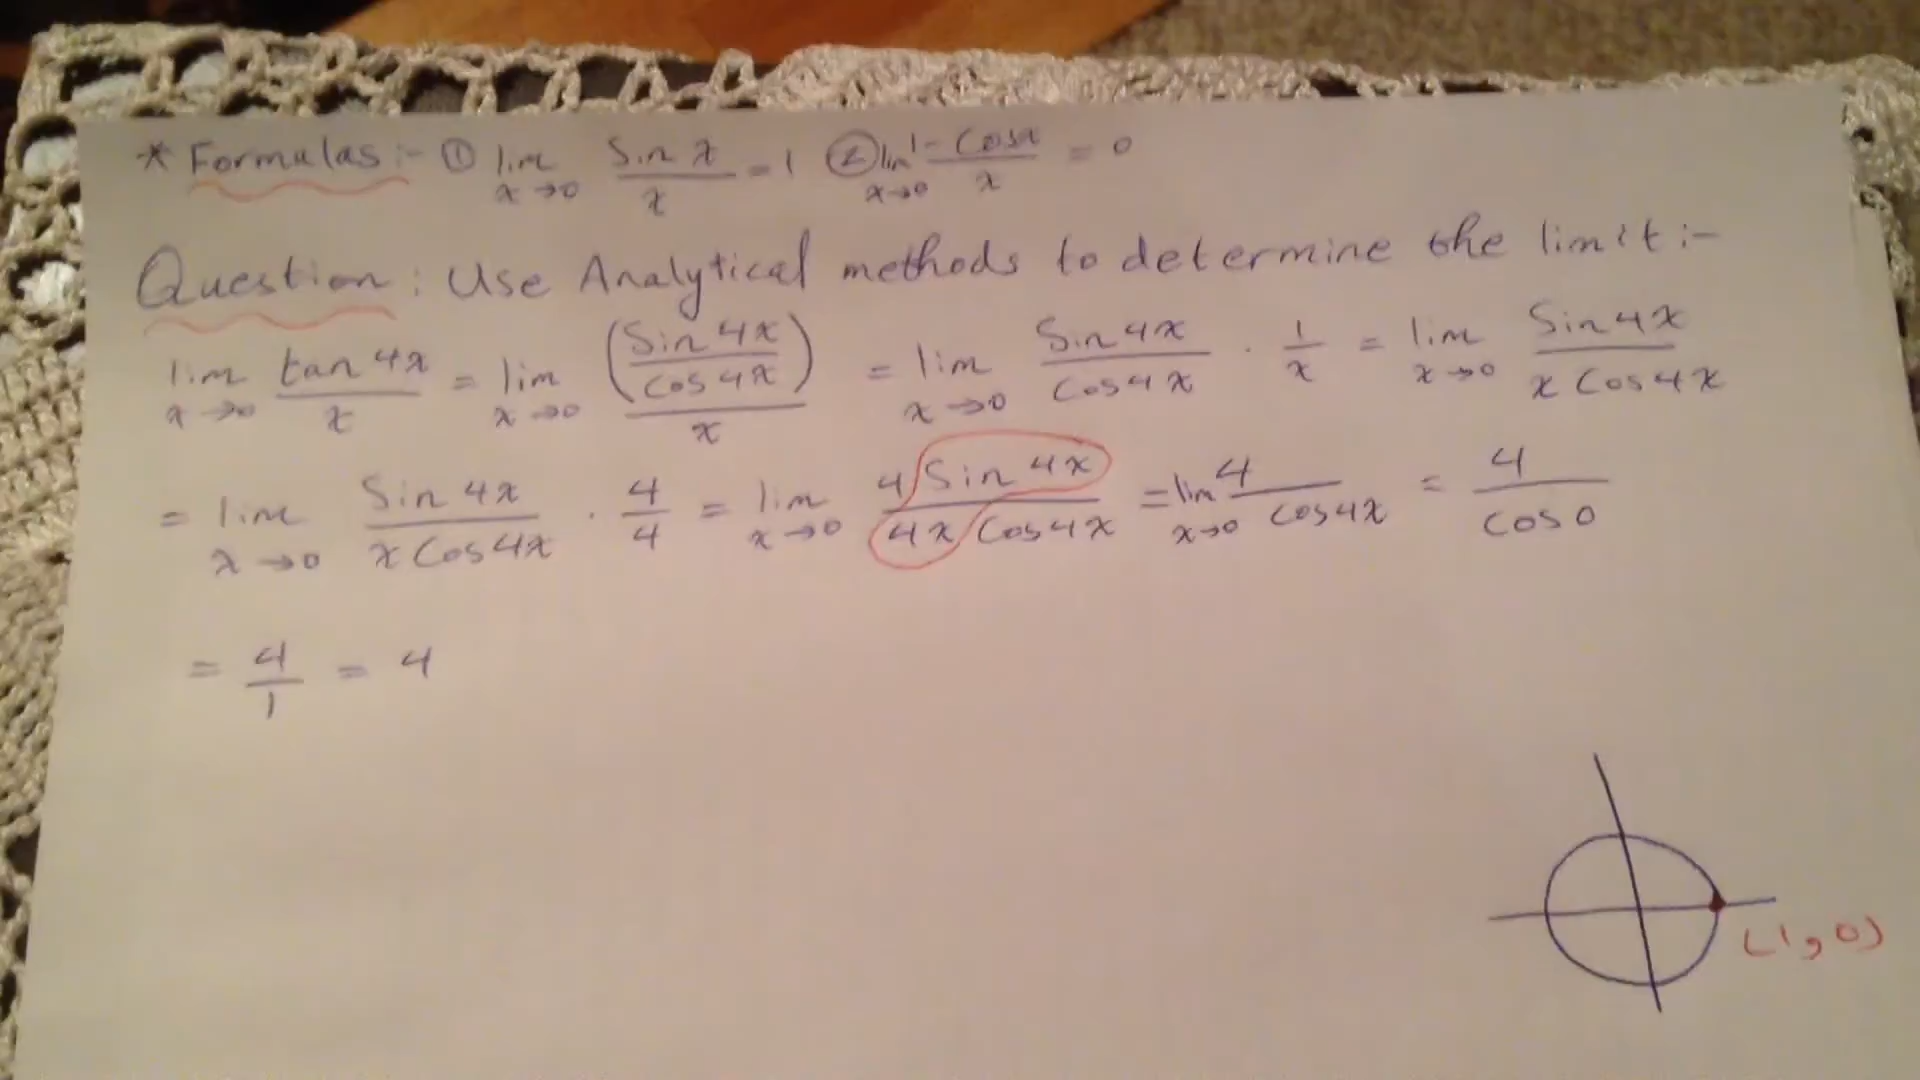 * Formulas :- ① lim x→0 Sin x / x = 1 ② lim x→0 1 - Cosx / x = 0
Question : Use Analytical methods to determine the limit :-
lim x→0 tan 4x / x = lim x→0 (Sin 4x / Cos 4x) / x = lim x→0 Sin 4x / Cos 4x · 1 / x = lim x→0 Sin 4x / x Cos 4x
= lim x→0 Sin 4x / x Cos 4x · 4 / 4 = lim x→0 4 Sin 4x / 4x Cos 4x = lim x→0 4 / Cos 4x = 4 / Cos 0
= 4 / 1 = 4
(1,0)